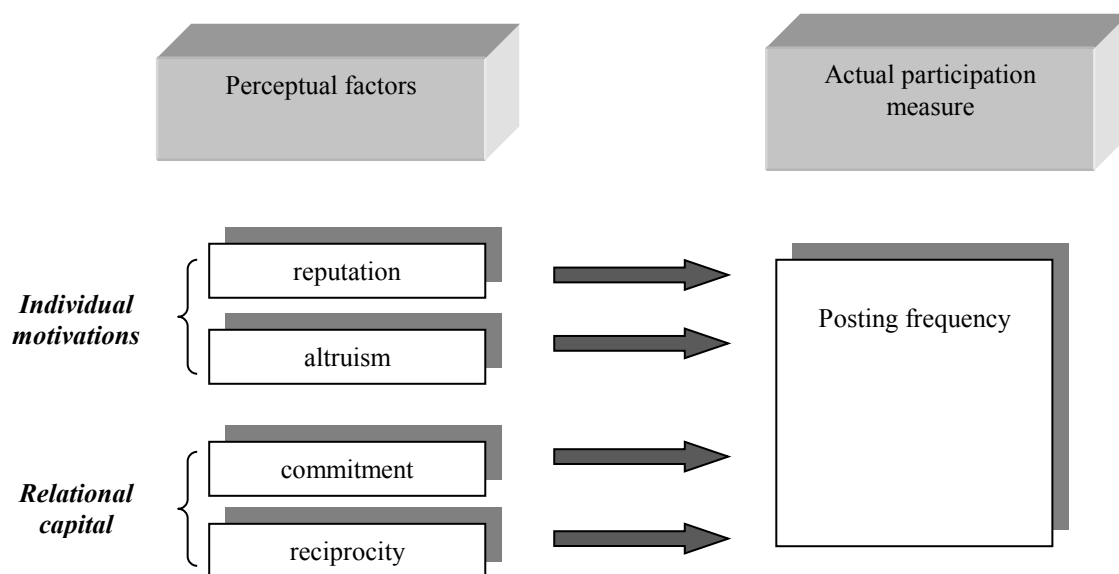 Perceptual factors
Actual participation
measure
Individual
motivations
reputation
altruism
Posting frequency
Relational
capital
commitment
reciprocity